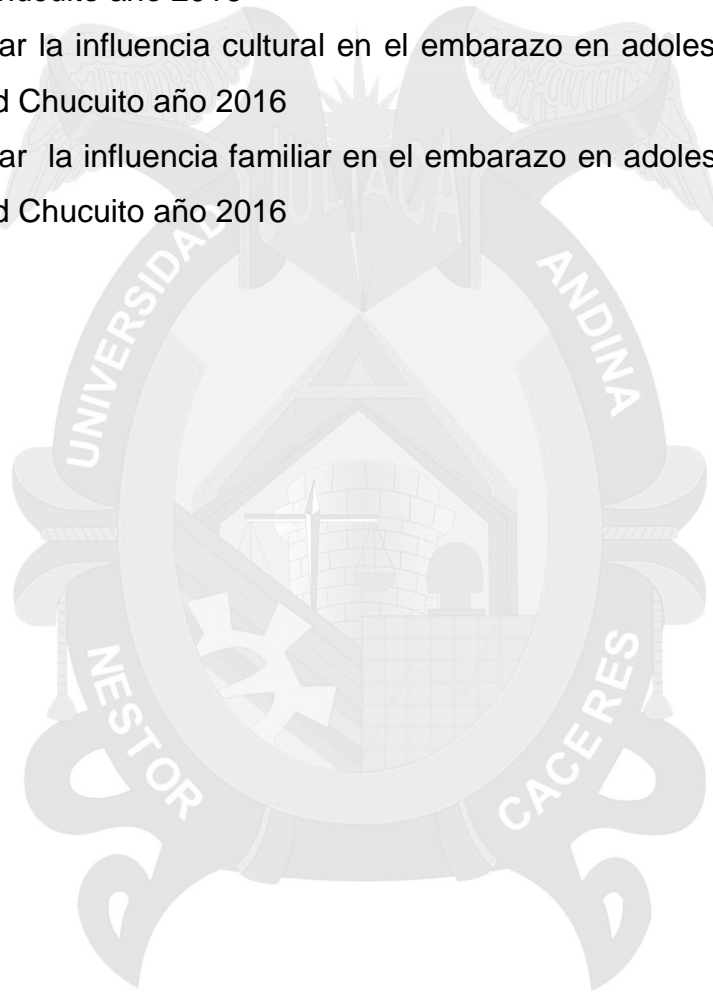 ar la influencia cultural en el embarazo en adoles
d Chucuito año 2016
ar la influencia familiar en el embarazo en adoles
d Chucuito año 2016
UNIVERSIDAD ANDINA
NESTOR CACERES
JULIACA